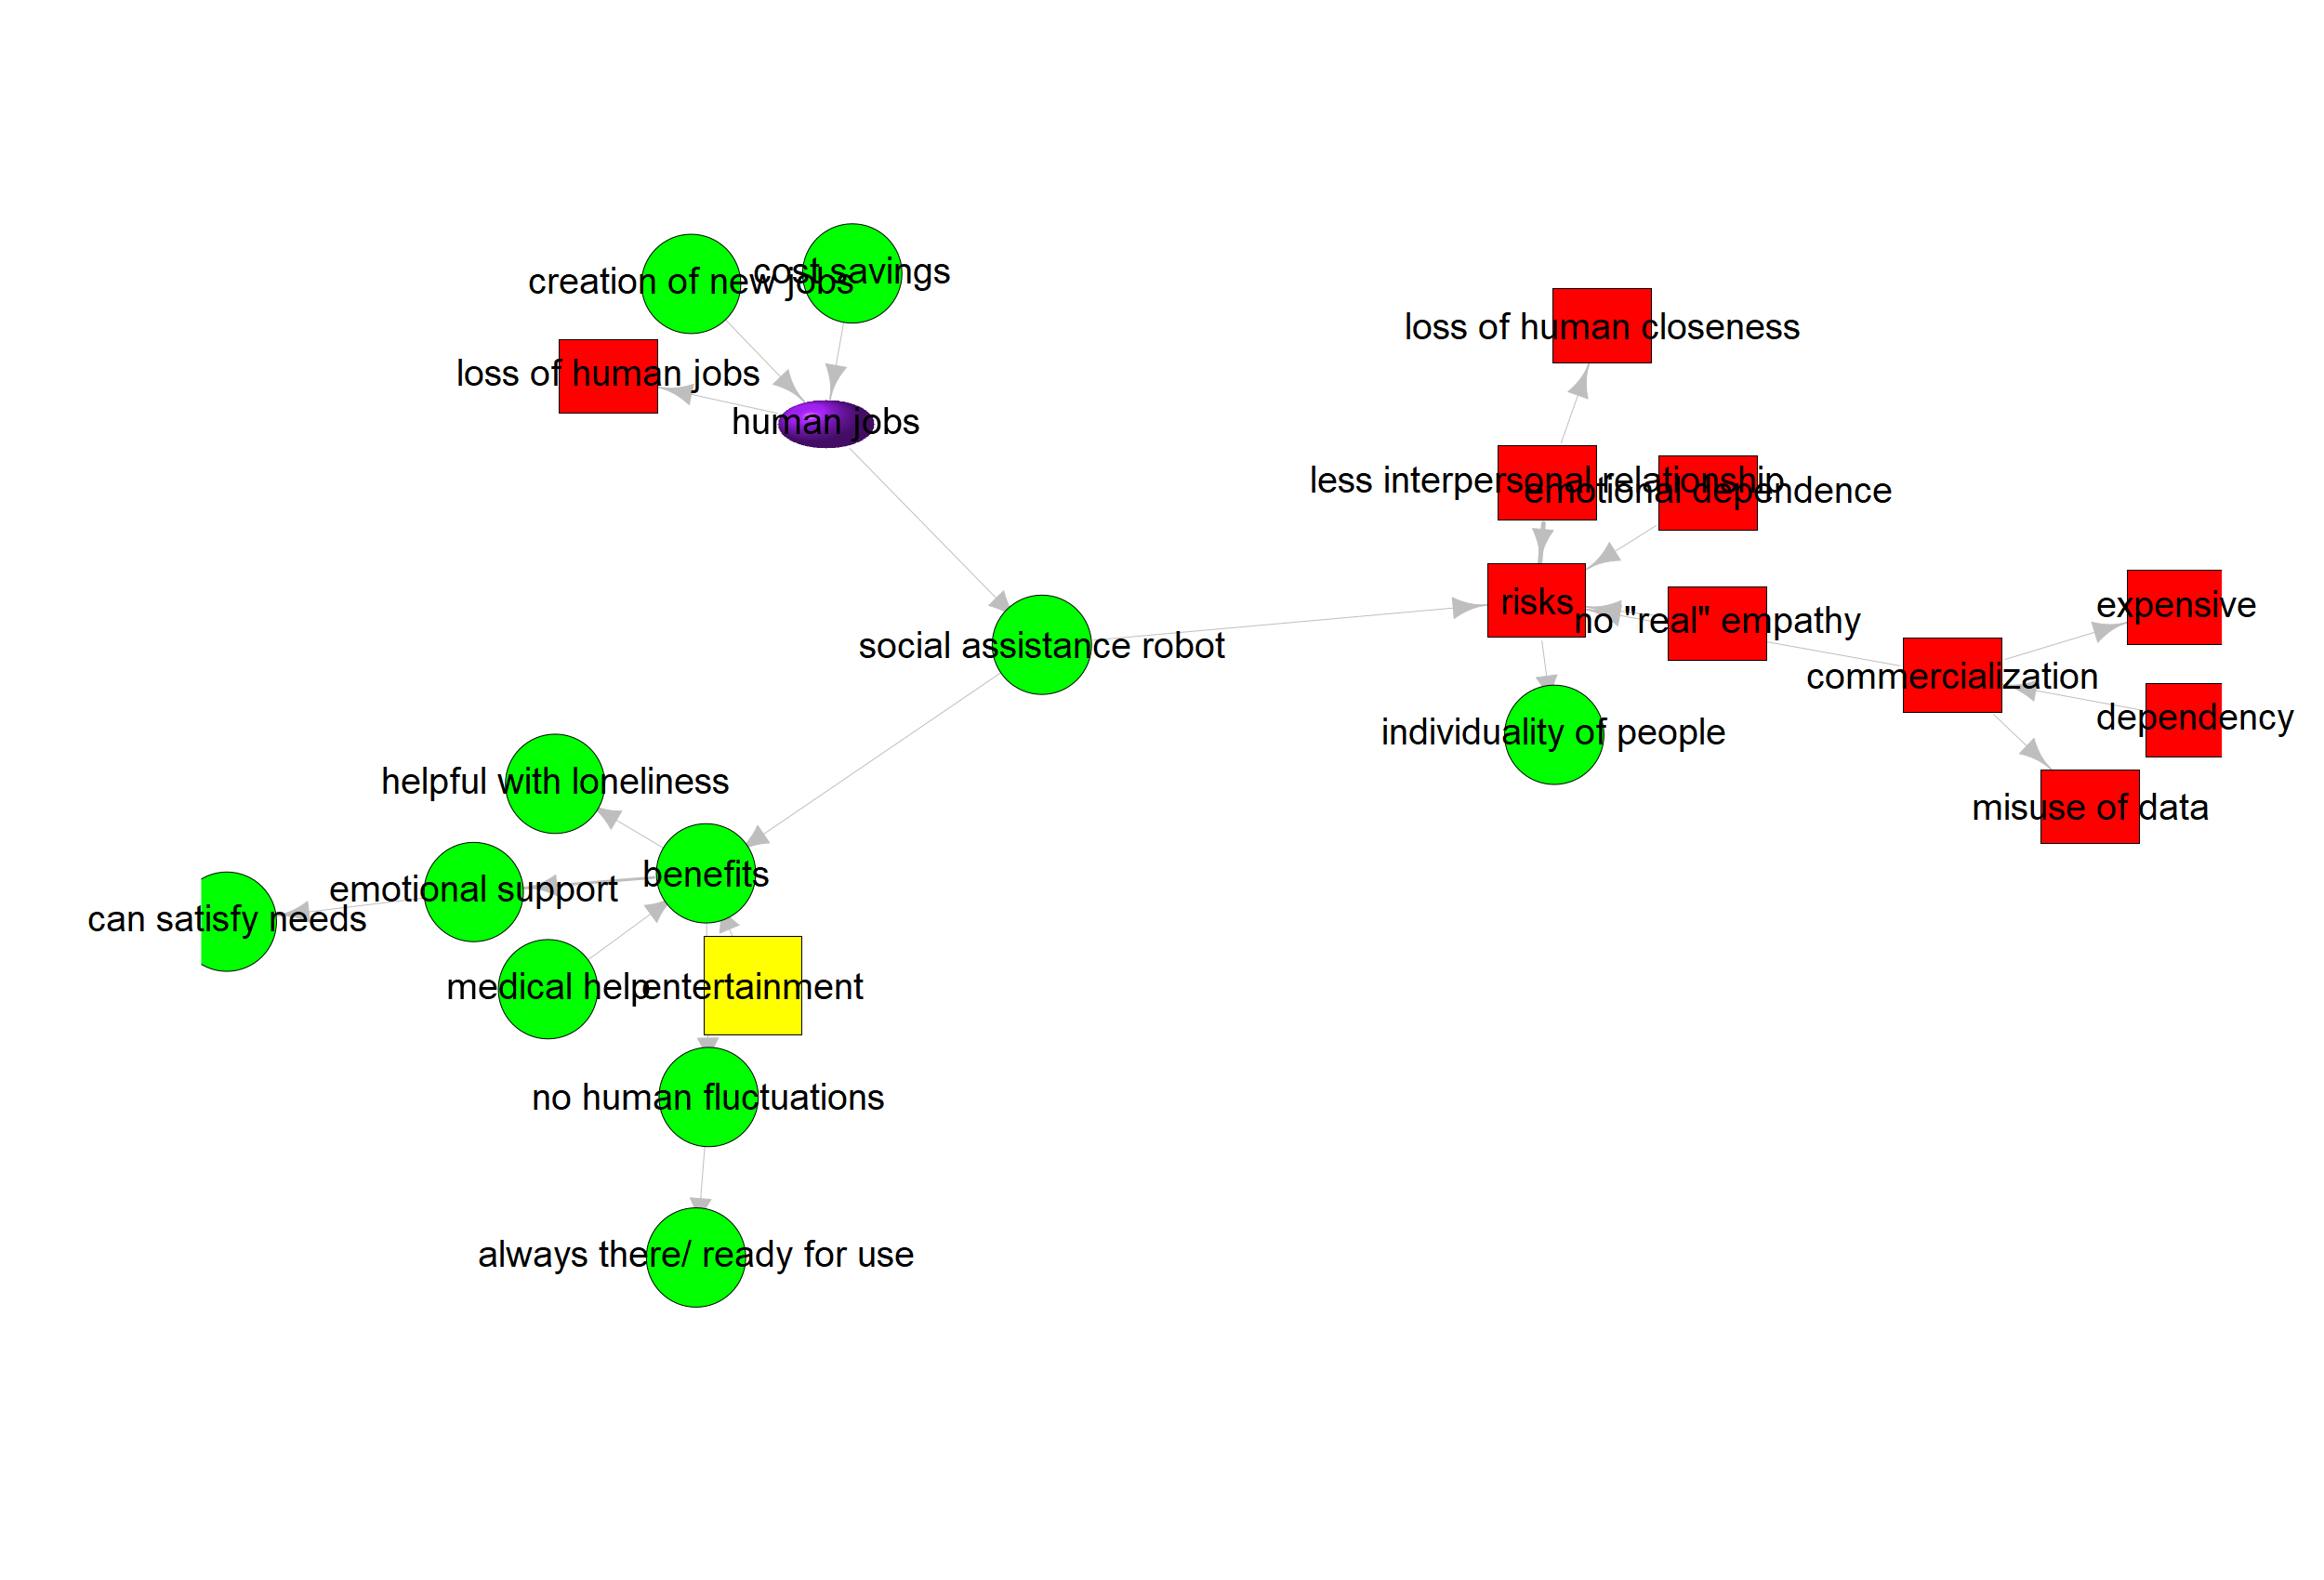 cost savings
creation of new jobs
loss of human closeness
loss of human jobs
human jobs
less interpersonal relationship
emotional dependence
risks
expensive
no "real" empathy
social assistance robot
commercialization
dependency
individuality of people
helpful with loneliness
misuse of data
benefits
emotional support
can satisfy needs
medical help
entertainment
no human fluctuations
always there/ ready for use